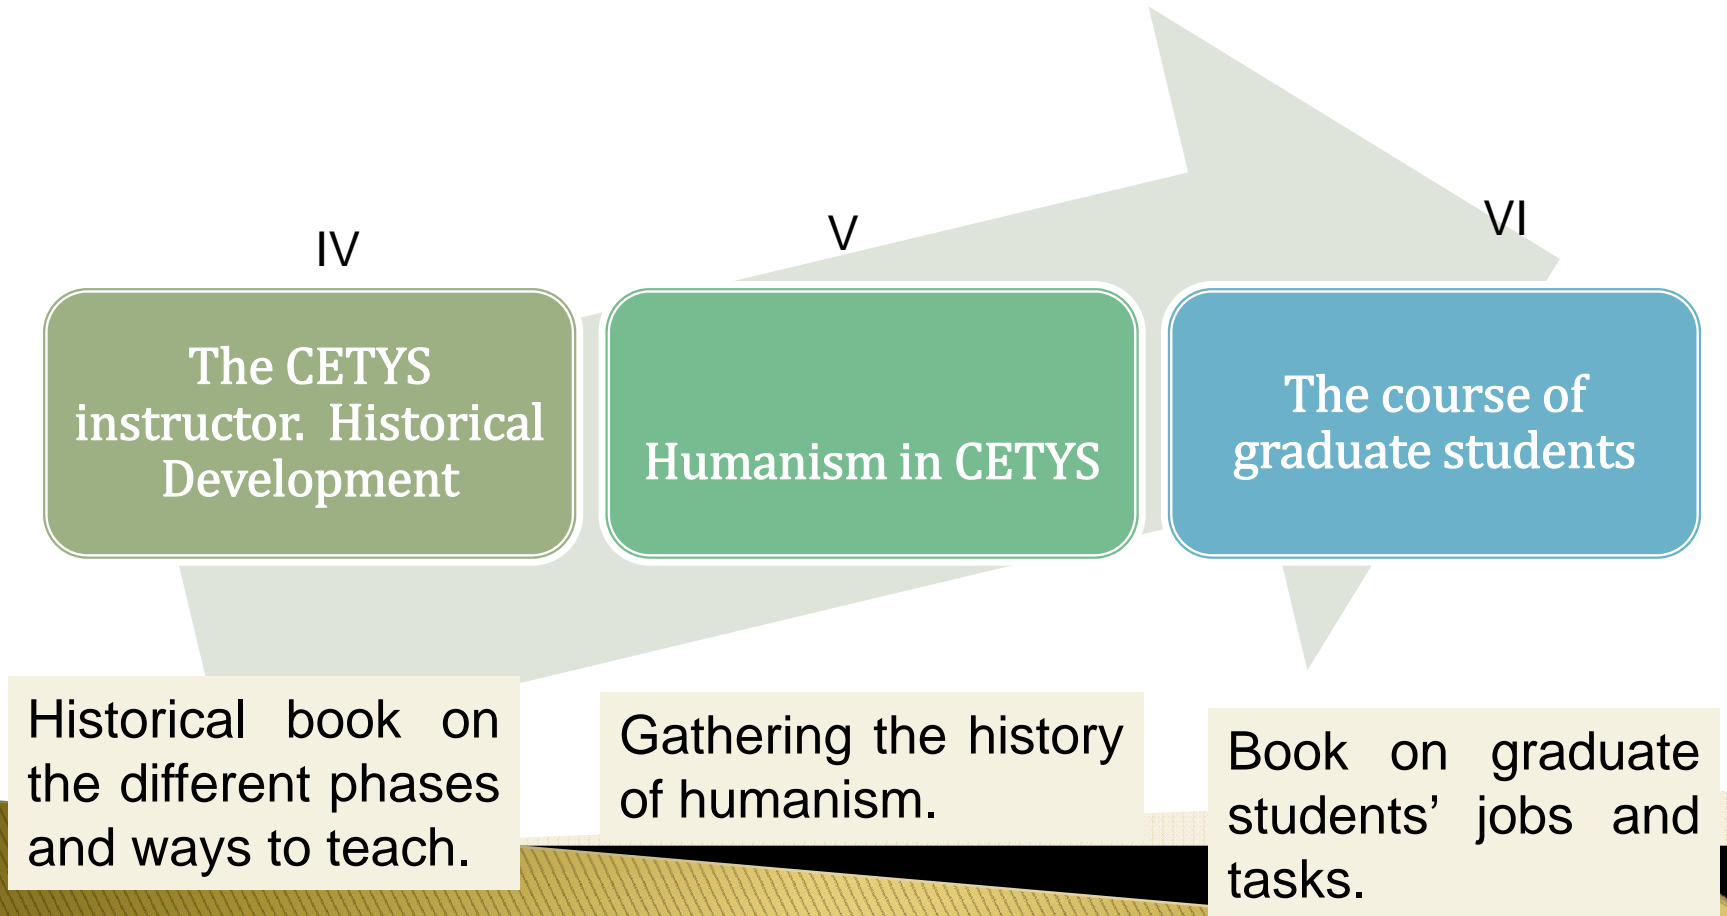 IV
The CETYS
instructor.  Historical
Development
Historical book on
the different phases
and ways to teach.
V
Humanism in CETYS
Gathering the history
of humanism.
VI
The course of
graduate students
Book on graduate
students’ jobs and
tasks.